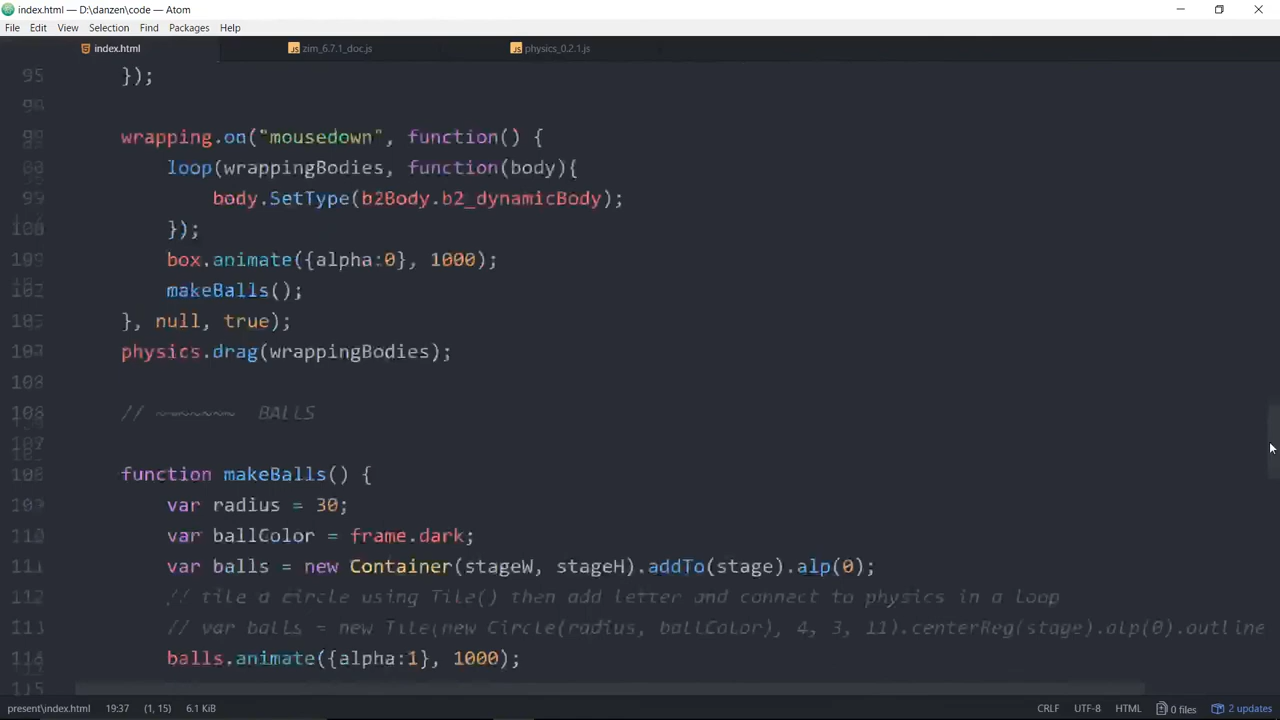 index.html — D:\danzen\code — Atom
File Edit View Selection Find Packages Help
index.html zim_6.7.1_doc.js physics_0.2.1.js
95 });
wrapping.on("mousedown", function() {
loop(wrappingBodies, function(body){
body.SetType(b2Body.b2_dynamicBody);
});
box.animate({alpha:0}, 1000);
makeBalls();
}, null, true);
physics.drag(wrappingBodies);
// ~~~~~~~ BALLS
function makeBalls() {
109 var radius = 30;
110 var ballColor = frame.dark;
111 var balls = new Container(stageW, stageH).addTo(stage).alp(0);
112 // tile a circle using Tile() then add letter and connect to physics in a loop
113 // var balls = new Tile(new Circle(radius, ballColor), 4, 3, 11).centerReg(stage).alp(0).outline
balls.animate({alpha:1}, 1000);
present\index.html 19:37 (1, 15) 6.1 KiB CRLF UTF-8 HTML 0 files 2 updates